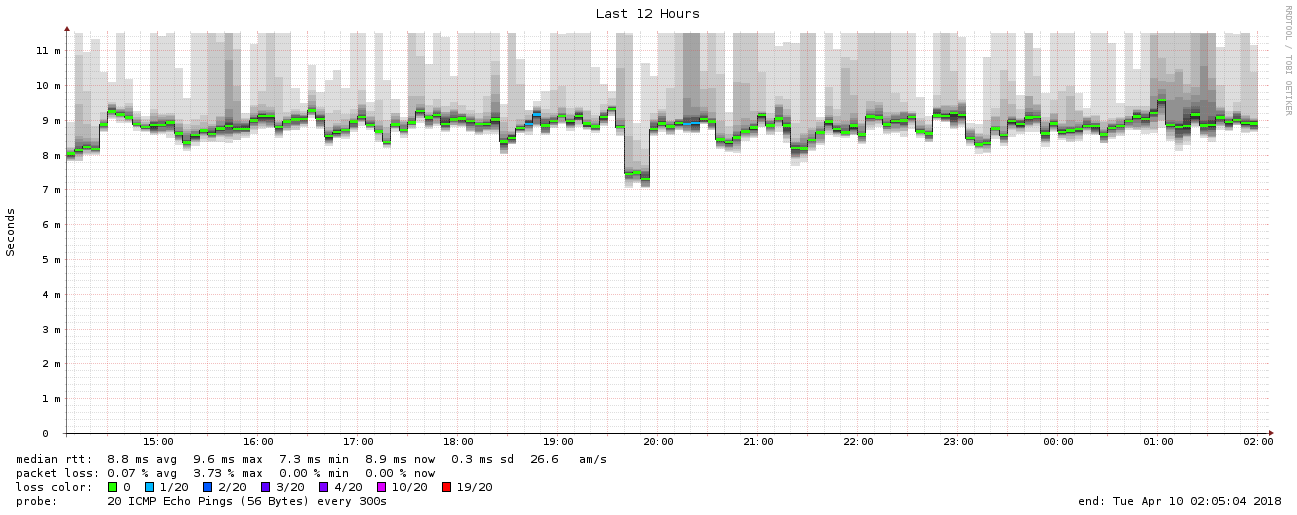 Last 12 Hours
RRDTOOL / TOBI OETIKER
11 m
10 m
9 m
8 m
7 m
6 m
5 m
4 m
3 m
2 m
1 m
0
Seconds
15:00 16:00 17:00 18:00 19:00 20:00 21:00 22:00 23:00 00:00 01:00 02:00
median rtt: 8.8 ms avg 9.6 ms max 7.3 ms min 8.9 ms now 0.3 ms sd 26.6 am/s
packet loss: 0.07 % avg 3.73 % max 0.00 % min 0.00 % now
loss color: 0 1/20 2/20 3/20 4/20 10/20 19/20
probe: 20 ICMP Echo Pings (56 Bytes) every 300s end: Tue Apr 10 02:05:04 2018